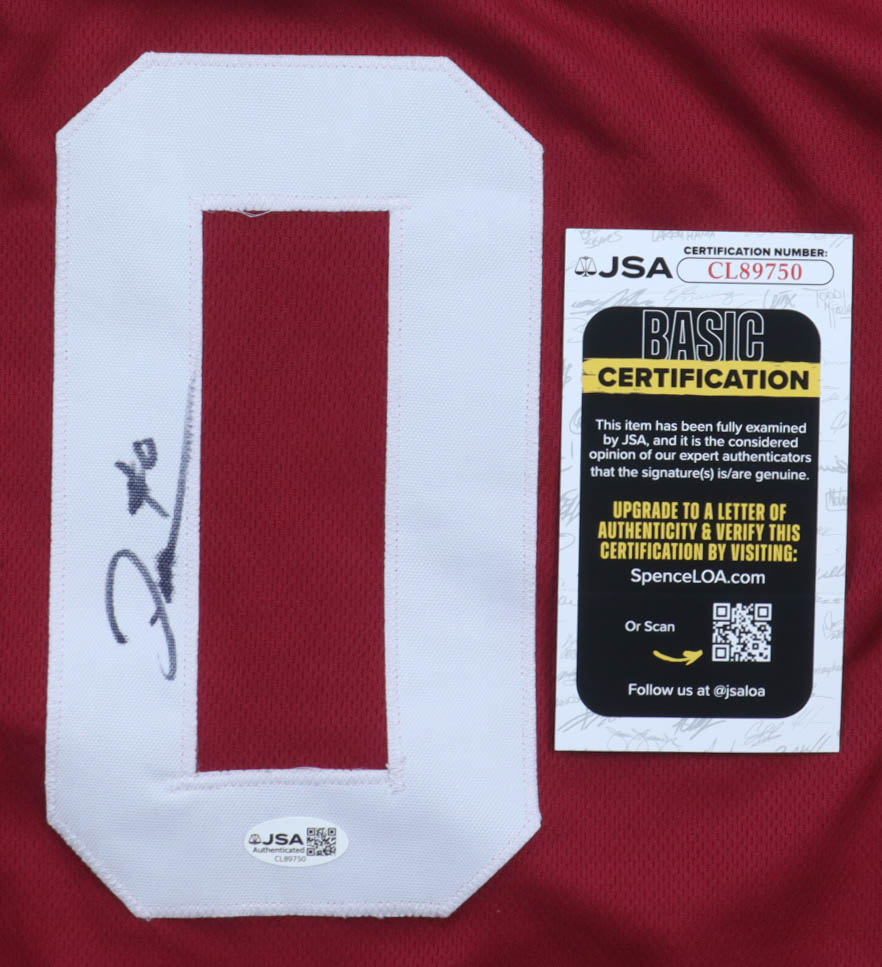 0
#0
JSA
Authenticated
CL89750
CERTIFICATION NUMBER:
JSA CL89750
BASIC
CERTIFICATION
This item has been fully examined
by JSA, and it is the considered
opinion of our expert authenticators
that the signature(s) is/are genuine.
UPGRADE TO A LETTER OF
AUTHENTICITY & VERIFY THIS
CERTIFICATION BY VISITING:
SpenceLOA.com
Or Scan
Follow us at @jsaloa